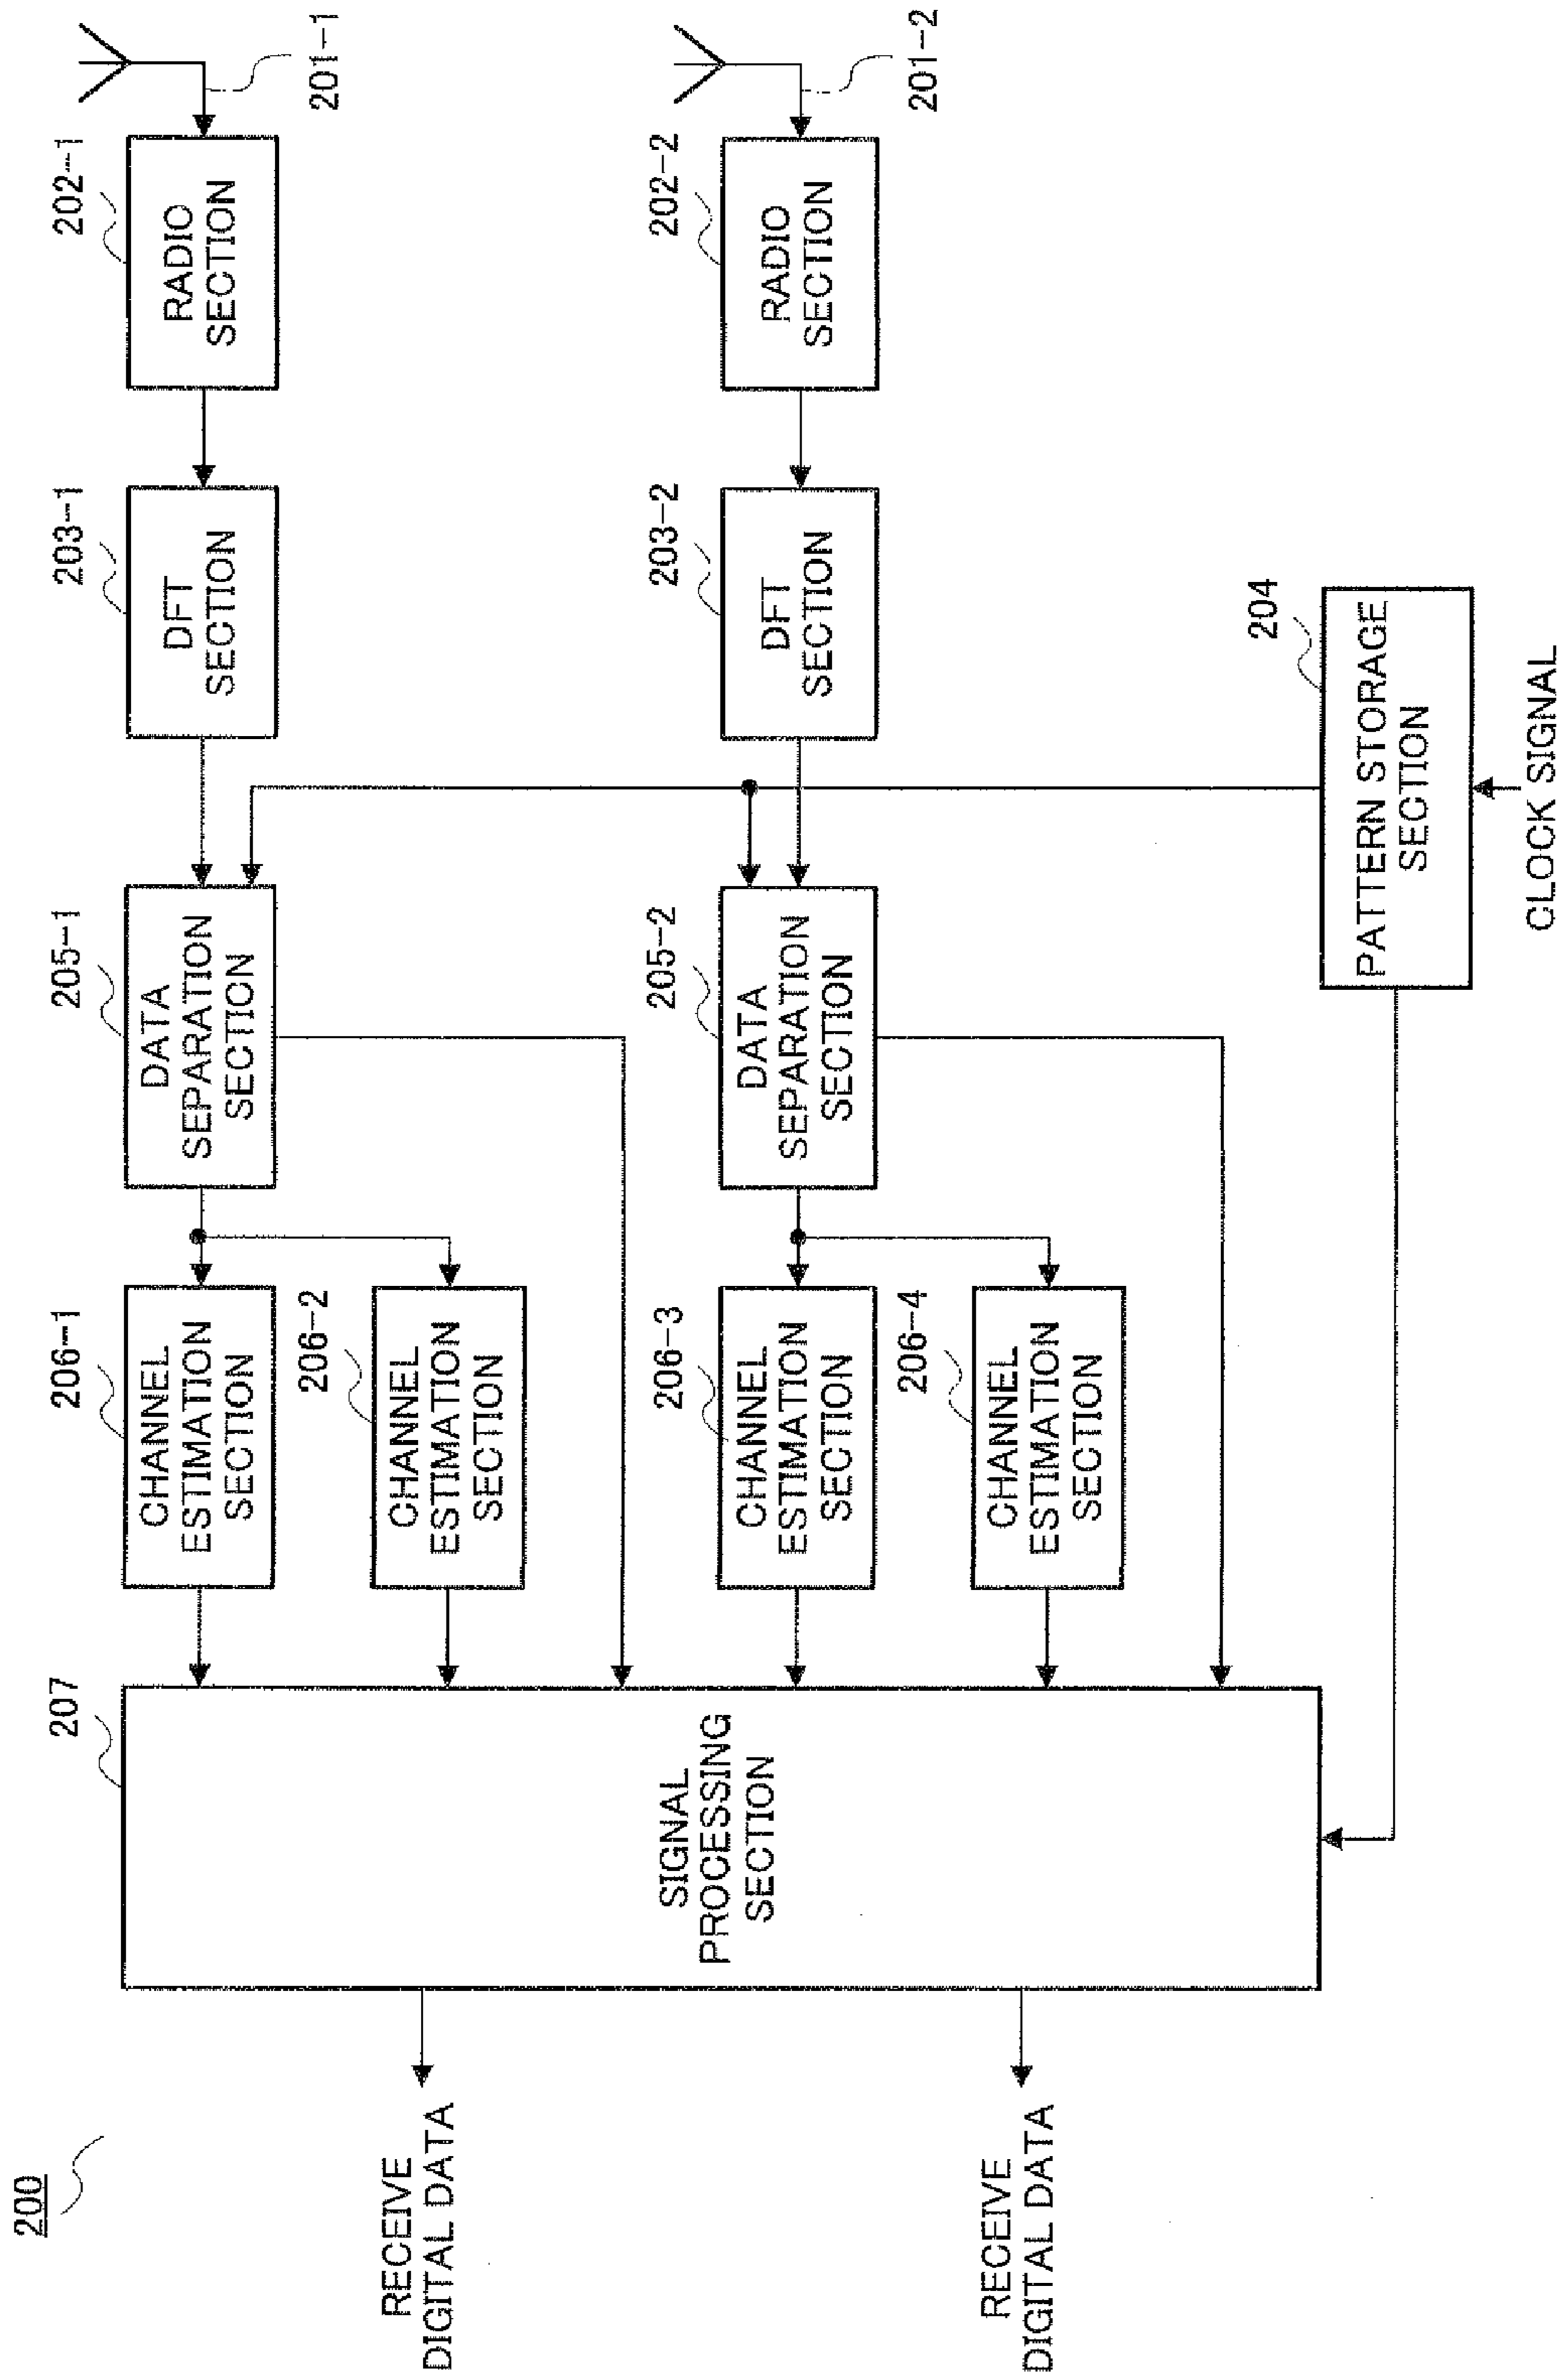 200
RECEIVE
DIGITAL DATA
RECEIVE
DIGITAL DATA
207
SIGNAL
PROCESSING
SECTION
206-1
CHANNEL
ESTIMATION
SECTION
206-2
CHANNEL
ESTIMATION
SECTION
206-3
CHANNEL
ESTIMATION
SECTION
206-4
CHANNEL
ESTIMATION
SECTION
205-1
DATA
SEPARATION
SECTION
205-2
DATA
SEPARATION
SECTION
204
PATTERN STORAGE
SECTION
CLOCK SIGNAL
203-1
DFT
SECTION
203-2
DFT
SECTION
202-1
RADIO
SECTION
202-2
RADIO
SECTION
201-1
201-2